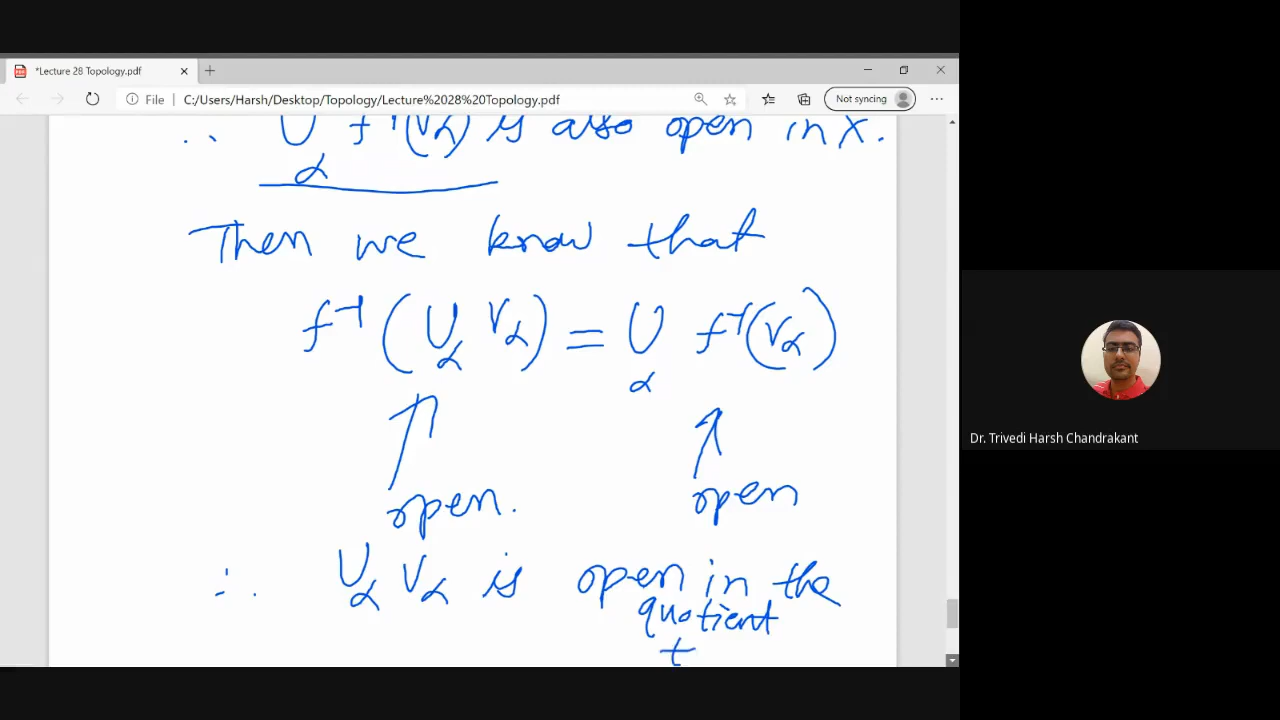 *Lecture 28 Topology.pdf
File | C:/Users/Harsh/Desktop/Topology/Lecture%2028%20Topology.pdf
Not syncing
∴ ∪_α f⁻¹(V_α) is also open in X.
Then we know that
f⁻¹(∪_α V_α) = ∪_α f⁻¹(V_α)
open. open
∴ ∪_α V_α is open in the
quotient
t
Dr. Trivedi Harsh Chandrakant